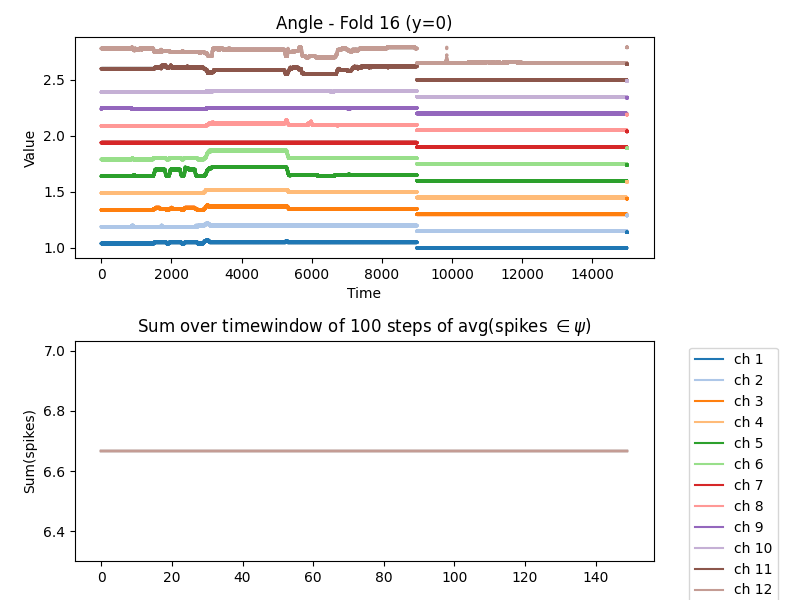 Angle - Fold 16 (y=0)
Value
2.5
2.0
1.5
1.0
0 2000 4000 6000 8000 10000 12000 14000
Time
Sum over timewindow of 100 steps of avg(spikes ∈ ψ)
Sum(spikes)
7.0
6.8
6.6
6.4
0 20 40 60 80 100 120 140
ch 1
ch 2
ch 3
ch 4
ch 5
ch 6
ch 7
ch 8
ch 9
ch 10
ch 11
ch 12